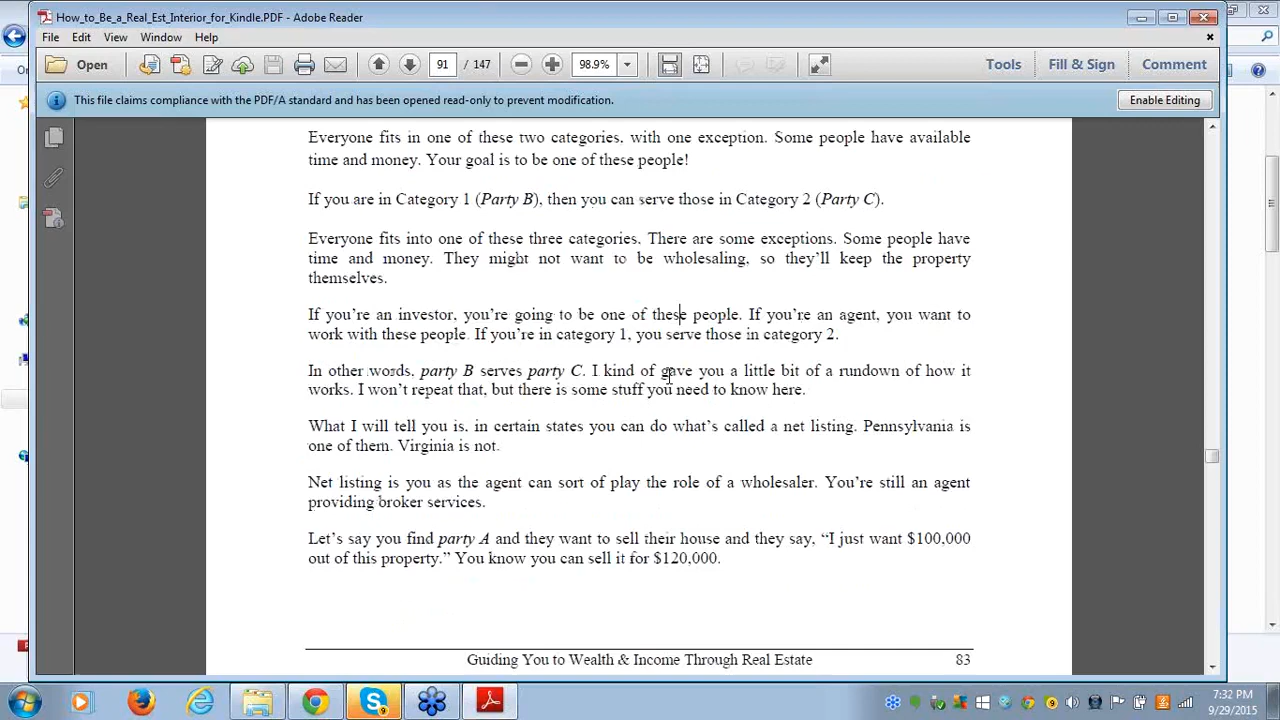 How_to_Be_a_Real_Est_Interior_for_Kindle.PDF - Adobe Reader
File Edit View Window Help
Open 91 / 147 98.9% Tools Fill & Sign Comment
This file claims compliance with the PDF/A standard and has been opened read-only to prevent modification. Enable Editing
Everyone fits in one of these two categories, with one exception. Some people have available
time and money. Your goal is to be one of these people!
If you are in Category 1 (Party B), then you can serve those in Category 2 (Party C).
Everyone fits into one of these three categories. There are some exceptions. Some people have
time and money. They might not want to be wholesaling, so they'll keep the property
themselves.
If you're an investor, you're going to be one of these people. If you're an agent, you want to
work with these people. If you're in category 1, you serve those in category 2.
In other words, party B serves party C. I kind of gave you a little bit of a rundown of how it
works. I won't repeat that, but there is some stuff you need to know here.
What I will tell you is, in certain states you can do what's called a net listing. Pennsylvania is
one of them. Virginia is not.
Net listing is you as the agent can sort of play the role of a wholesaler. You're still an agent
providing broker services.
Let's say you find party A and they want to sell their house and they say, “I just want $100,000
out of this property.” You know you can sell it for $120,000.
Guiding You to Wealth & Income Through Real Estate 83
7:32 PM
9/29/2015